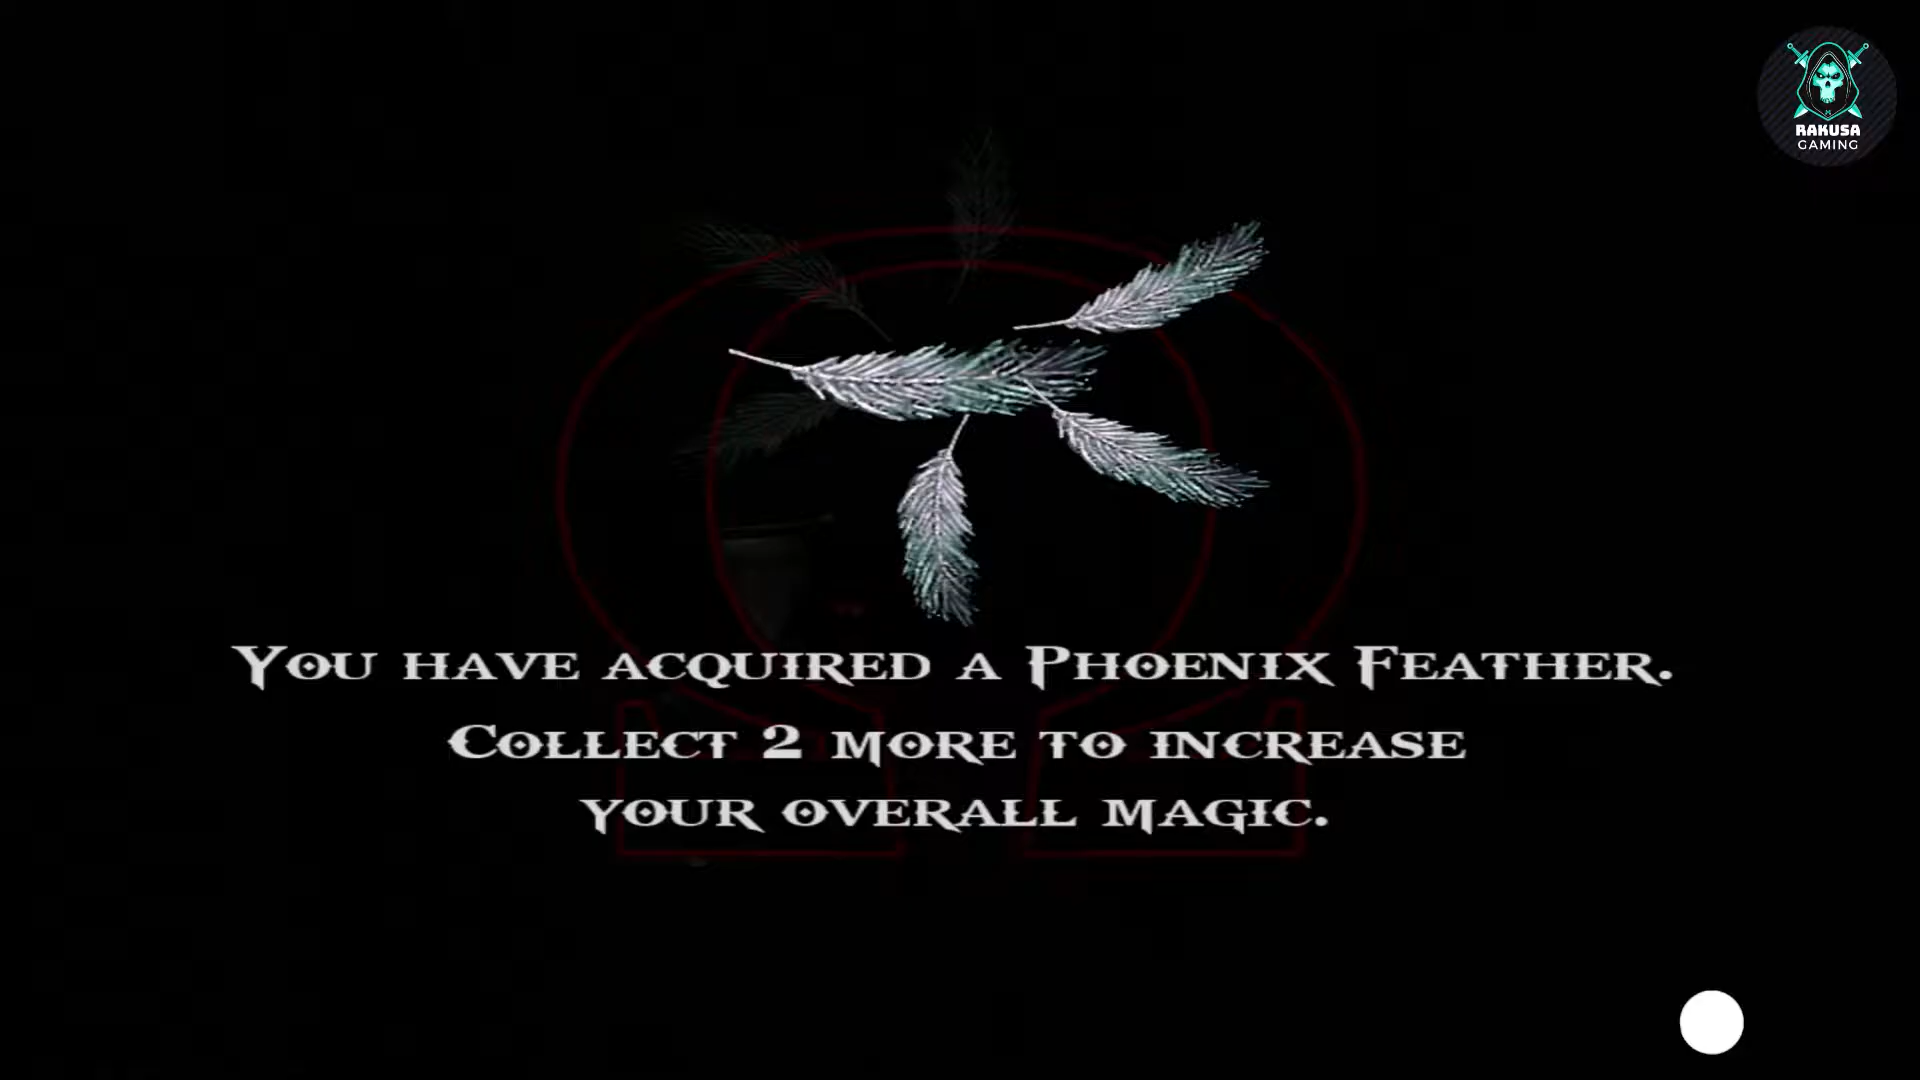 RAKUSA
GAMING
You have acquired a Phoenix Feather.
Collect 2 more to increase
your overall magic.